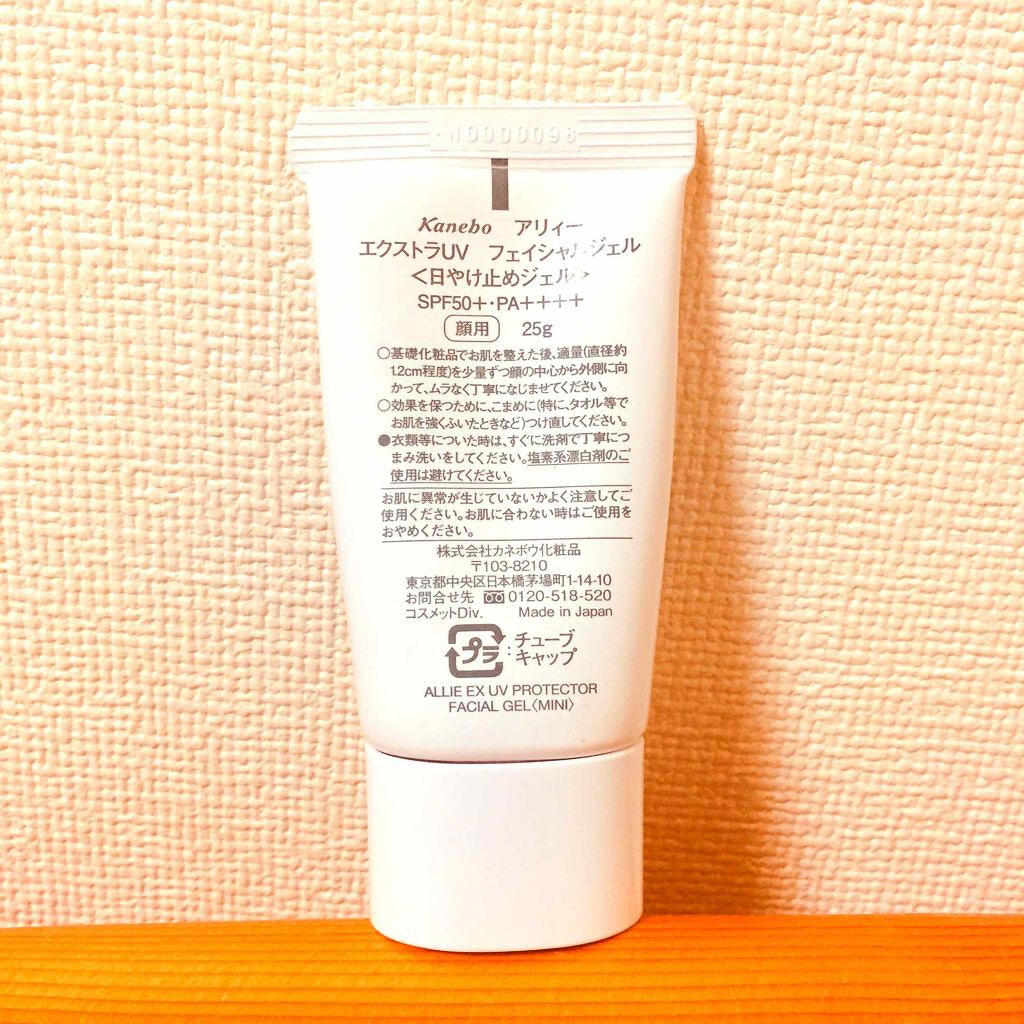 N0000098
Kanebo アリィー
エクストラUV フェイシャルジェル
<日やけ止めジェル>
SPF50+・PA++++
顔用 25g
○基礎化粧品でお肌を整えた後、適量(直径約
1.2cm程度)を少量ずつ顔の中心から外側に向
かって、ムラなく丁寧になじませてください。
○効果を保つために、こまめに(特に、タオル等で
お肌を強くふいたときなど)つけ直してください。
●衣類等についた時は、すぐに洗剤で丁寧につ
まみ洗いをしてください。塩素系漂白剤のご
使用は避けてください。
お肌に異常が生じていないかよく注意してご
使用ください。お肌に合わない時はご使用を
おやめください。
株式会社カネボウ化粧品
〒103-8210
東京都中央区日本橋茅場町1-14-10
お問合せ先 0120-518-520
コスメットDiv. Made in Japan
プラ : チューブ
キャップ
ALLIE EX UV PROTECTOR
FACIAL GEL〈MINI〉